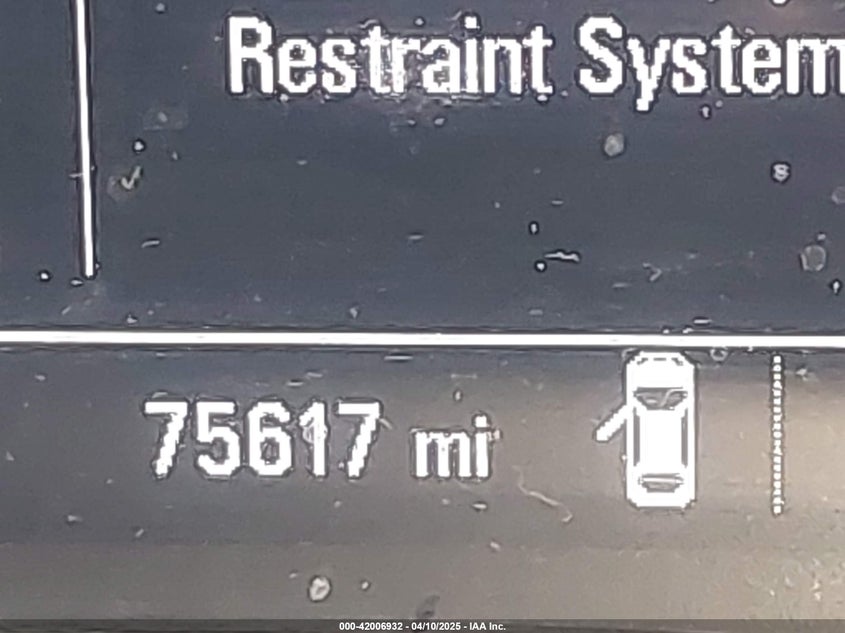 Restraint System
75617 mi
000-42006932 - 04/10/2025 - IAA Inc.